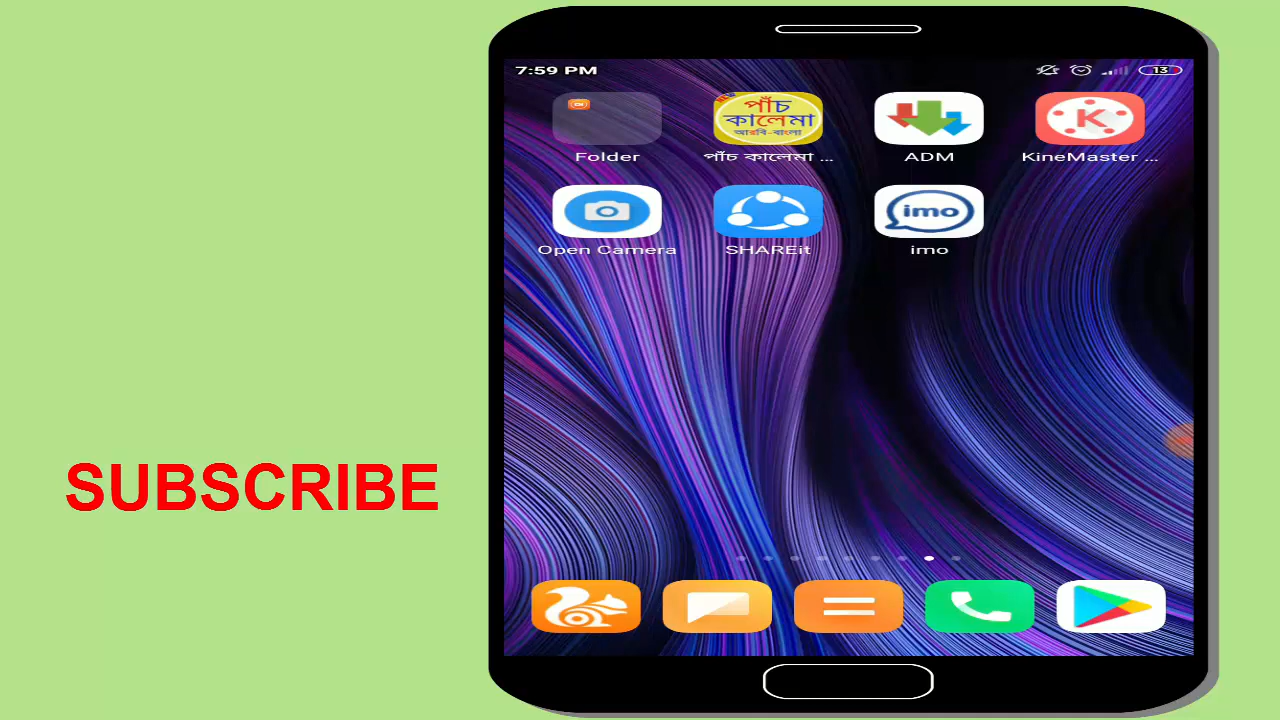 7:59 PM
13
পাঁচ
কালেমা
আরবি-বাংলা
K
Folder
পাঁচ কালেমা ...
ADM
KineMaster ...
imo
Open Camera
SHAREit
imo
SUBSCRIBE